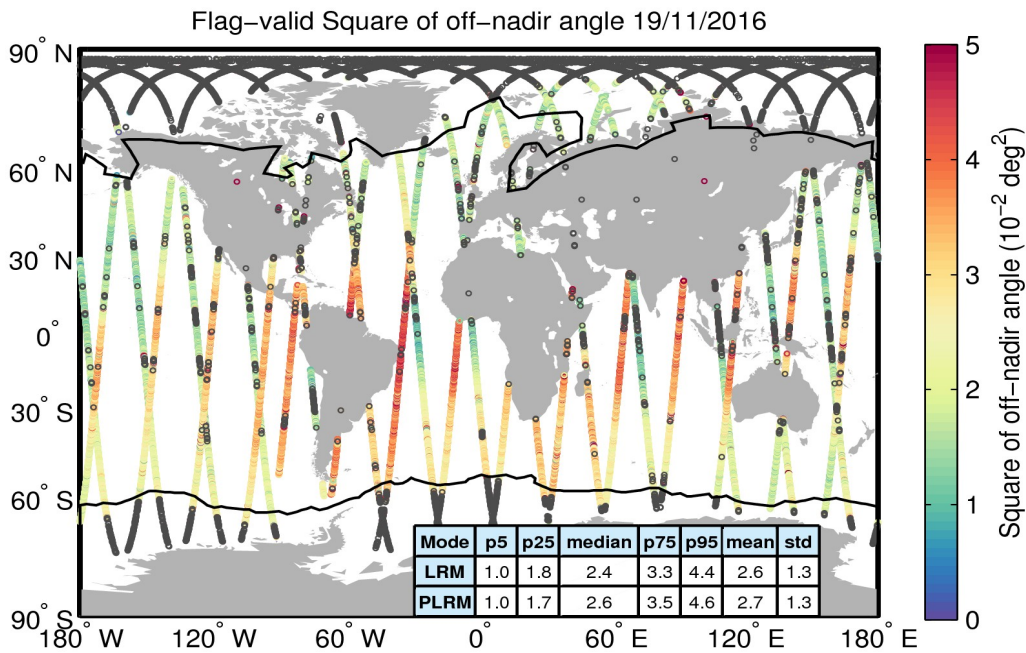 Flag−valid Square of off−nadir angle 19/11/2016
90° N
60° N
30° N
0°
30° S
60° S
90° S
180° W
120° W
60° W
0°
60° E
120° E
180° E
5
4
3
2
1
0
Square of off−nadir angle (10⁻² deg²)
Mode p5 p25 median p75 p95 mean std
LRM 1.0 1.8 2.4 3.3 4.4 2.6 1.3
PLRM 1.0 1.7 2.6 3.5 4.6 2.7 1.3